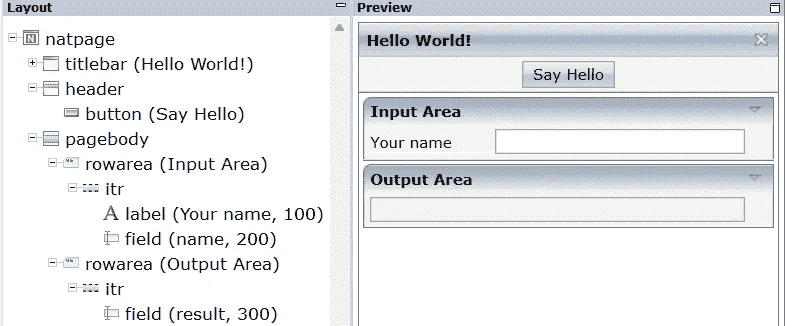 Layout
natpage
titlebar (Hello World!)
header
button (Say Hello)
pagebody
rowarea (Input Area)
itr
label (Your name, 100)
field (name, 200)
rowarea (Output Area)
itr
field (result, 300)
Preview
Hello World!
Say Hello
Input Area
Your name
Output Area